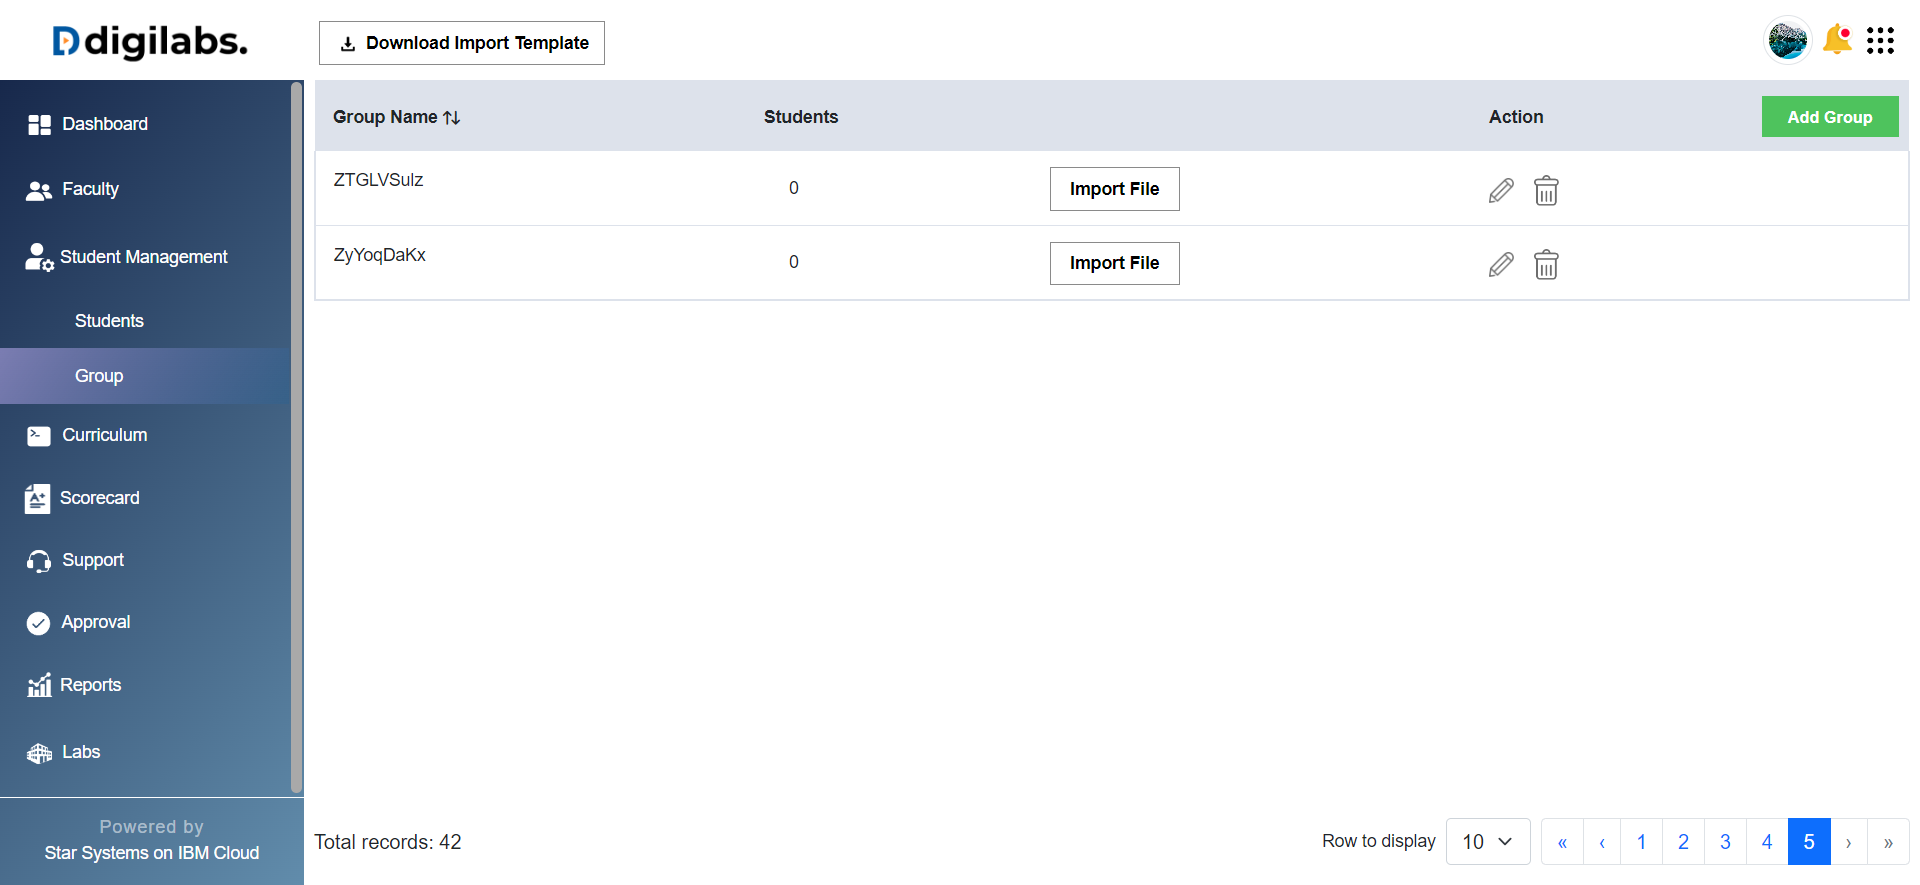 digilabs.
Download Import Template
Dashboard
Faculty
Student Management
Students
Group
Curriculum
Scorecard
Support
Approval
Reports
Labs
Powered by
Star Systems on IBM Cloud
Group Name Students Action Add Group
ZTGLVSulz 0 Import File
ZyYoqDaKx 0 Import File
Total records: 42
Row to display 10 « ‹ 1 2 3 4 5 › »